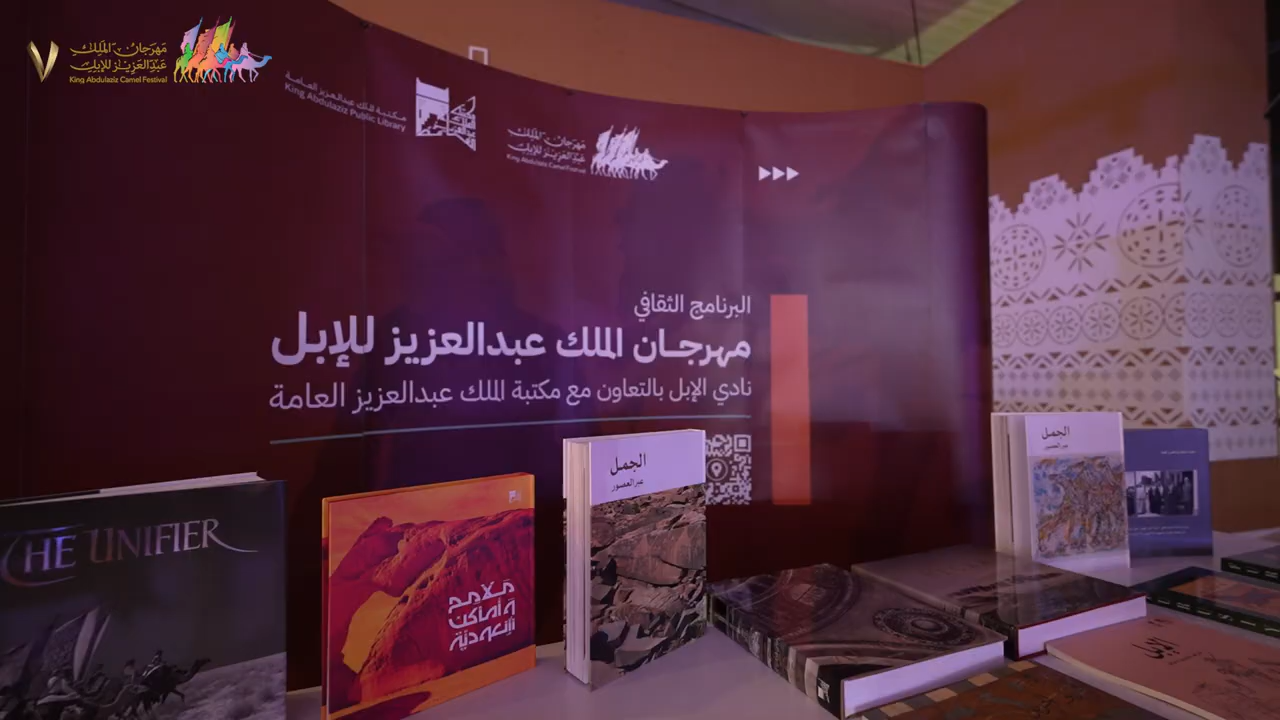 مهرجان الملك
عبدالعزيز للإبل
King Abdulaziz Camel Festival
مكتبة الملك عبدالعزيز العامة
King Abdulaziz Public Library
مهرجان الملك
عبدالعزيز للإبل
King Abdulaziz Camel Festival
البرنامج الثقافي
مهرجـان الملك عبدالعزيز للإبل
نادي الإبل بالتعاون مع مكتبة الملك عبدالعزيز العامة
THE UNIFIER
ملامح
وأماكن
سعودية
الجمل
عبر العصور
الجمل
عبر العصور
الإبل